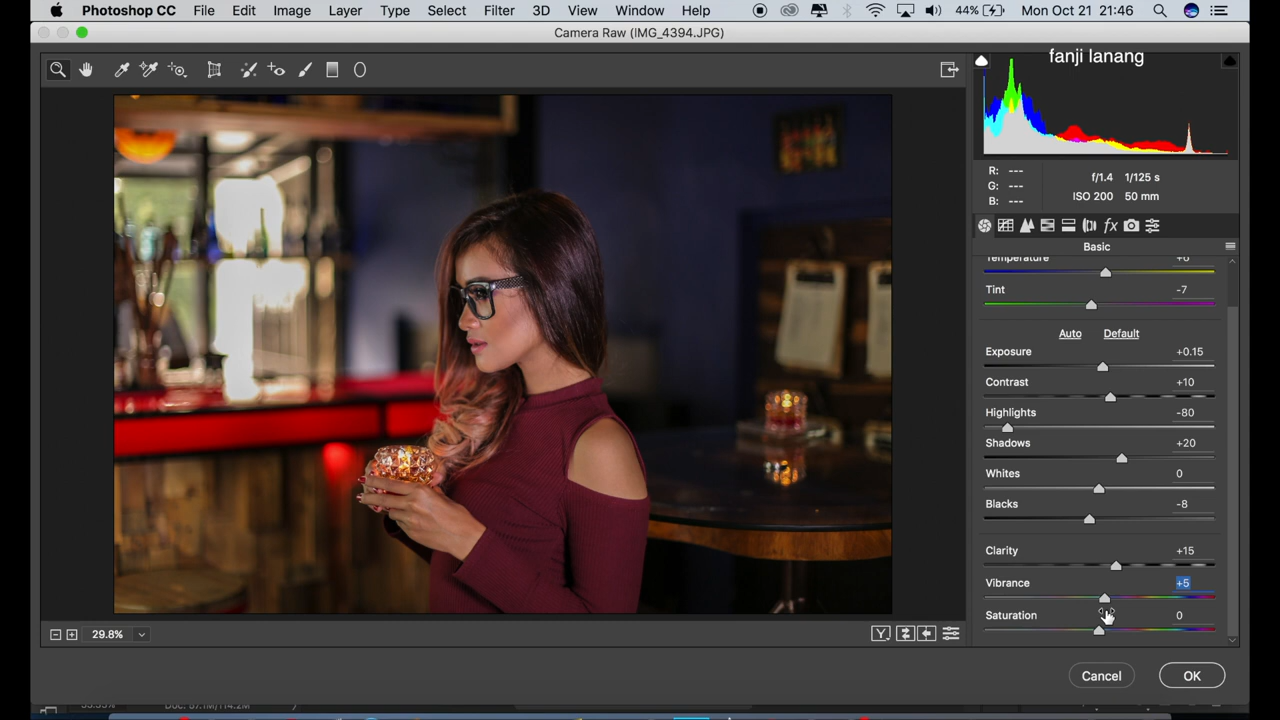 Photoshop CC File Edit Image Layer Type Select Filter 3D View Window Help 44% Mon Oct 21 21:46
Camera Raw (IMG_4394.JPG)
fanji lanang
R: ---
G: ---
B: ---
f/1.4 1/125 s
ISO 200 50 mm
fx
Basic
Temperature +6
Tint -7
Auto Default
Exposure +0.15
Contrast +10
Highlights -80
Shadows +20
Whites 0
Blacks -8
Clarity +15
Vibrance +5
Saturation 0
29.8%
Y
Cancel OK